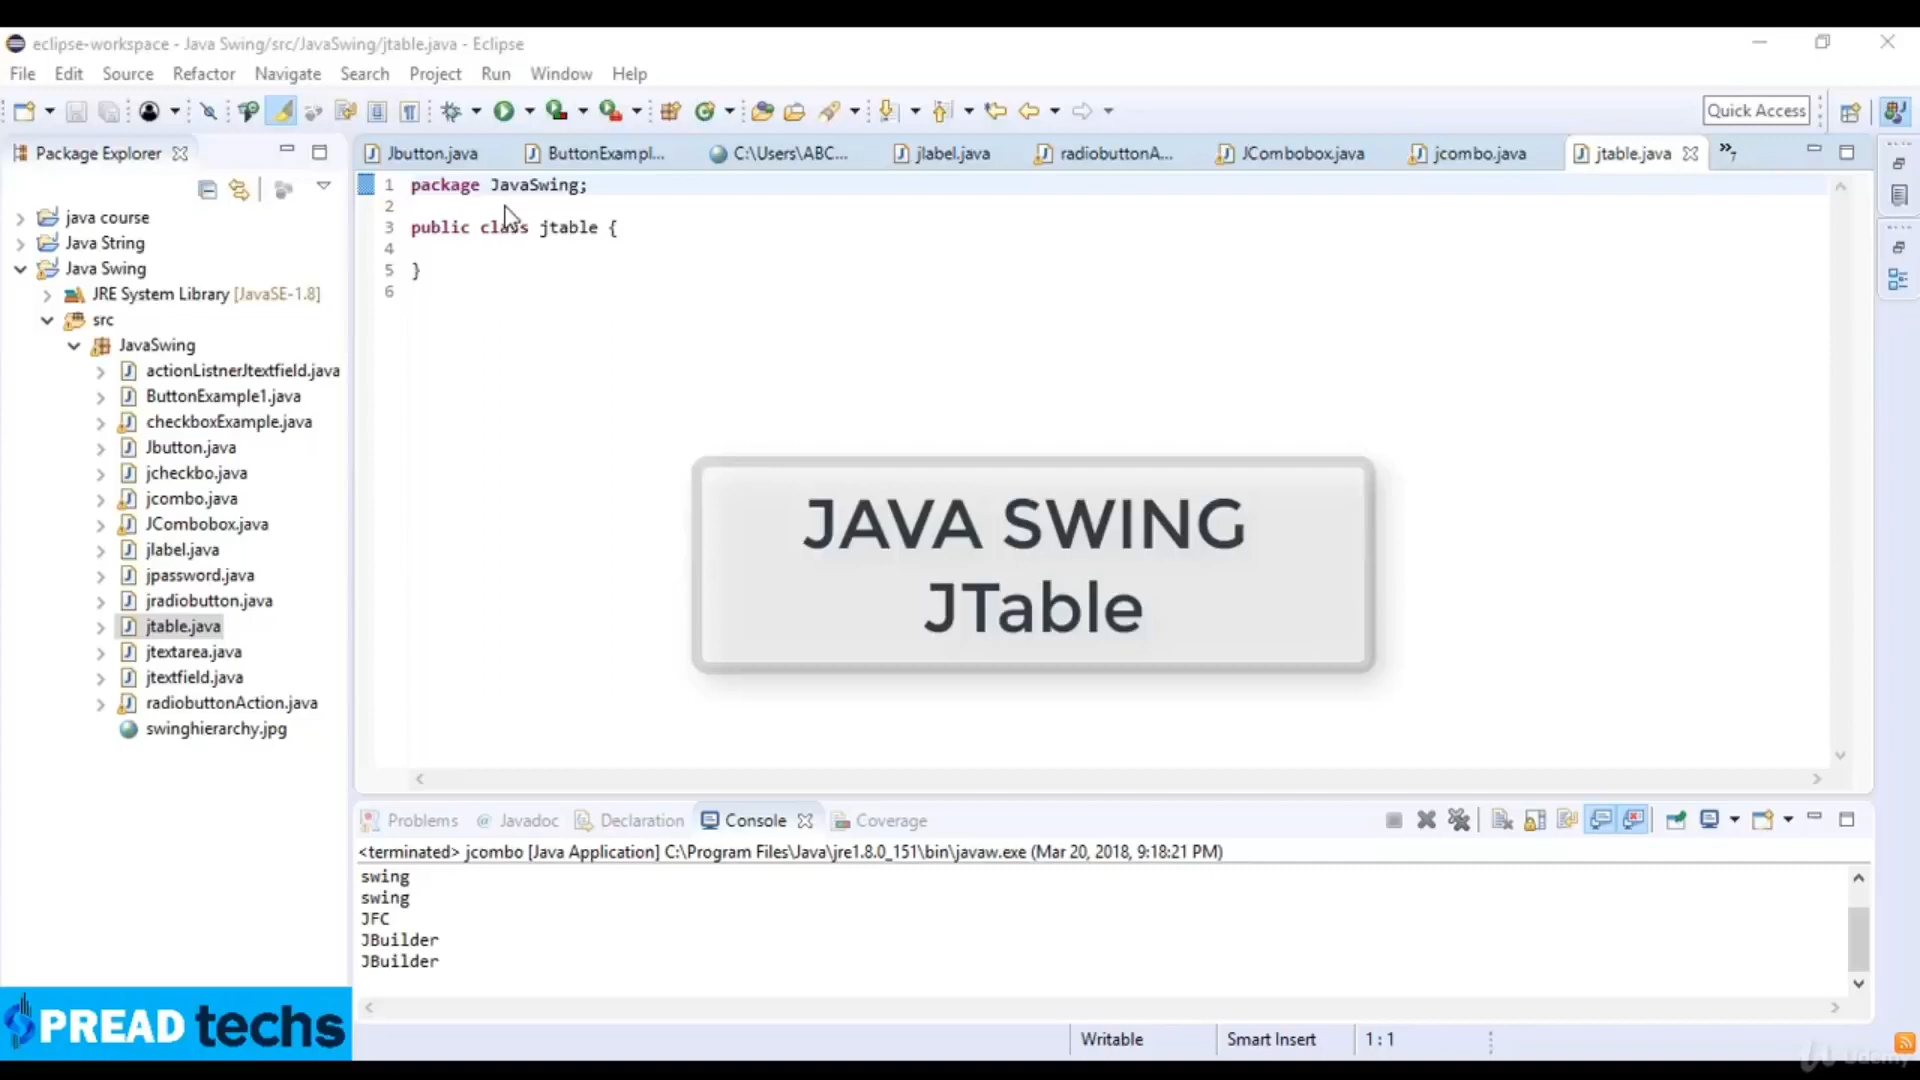 eclipse-workspace - Java Swing/src/JavaSwing/jtable.java - Eclipse
File Edit Source Refactor Navigate Search Project Run Window Help
Quick Access
Package Explorer
Jbutton.java ButtonExampl... C:\Users\ABC... jlabel.java radiobuttonA... JCombobox.java jcombo.java jtable.java »7
1 package JavaSwing;
2
3 public class jtable {
4
5 }
6
java course
Java String
Java Swing
JRE System Library [JavaSE-1.8]
src
JavaSwing
actionListnerJtextfield.java
ButtonExample1.java
checkboxExample.java
Jbutton.java
jcheckbo.java
jcombo.java
JCombobox.java
jlabel.java
jpassword.java
jradiobutton.java
jtable.java
jtextarea.java
jtextfield.java
radiobuttonAction.java
swinghierarchy.jpg
JAVA SWING
JTable
Problems @ Javadoc Declaration Console Coverage
<terminated> jcombo [Java Application] C:\Program Files\Java\jre1.8.0_151\bin\javaw.exe (Mar 20, 2018, 9:18:21 PM)
swing
swing
JFC
JBuilder
JBuilder
SPREAD techs
Writable Smart Insert 1 : 1
Udemy